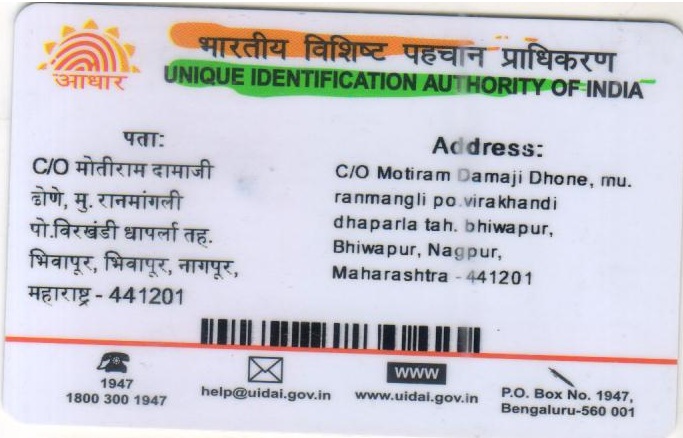 भारतीय विशिष्ट पहचान प्राधिकरण
UNIQUE IDENTIFICATION AUTHORITY OF INDIA
आधार
पता:
C/O मोतीराम दामाजी
ढोणे, मु. रानमांगली
पो.विरखंडी धापर्ला तह.
भिवापुर, भिवापूर, नागपूर,
महाराष्ट्र - 441201
Address:
C/O Motiram Damaji Dhone, mu.
ranmangli po.virakhandi
dhaparla tah. bhiwapur,
Bhiwapur, Nagpur,
Maharashtra - 441201
1947
1800 300 1947
help@uidai.gov.in
WWW
www.uidai.gov.in
P.O. Box No. 1947,
Bengaluru-560 001